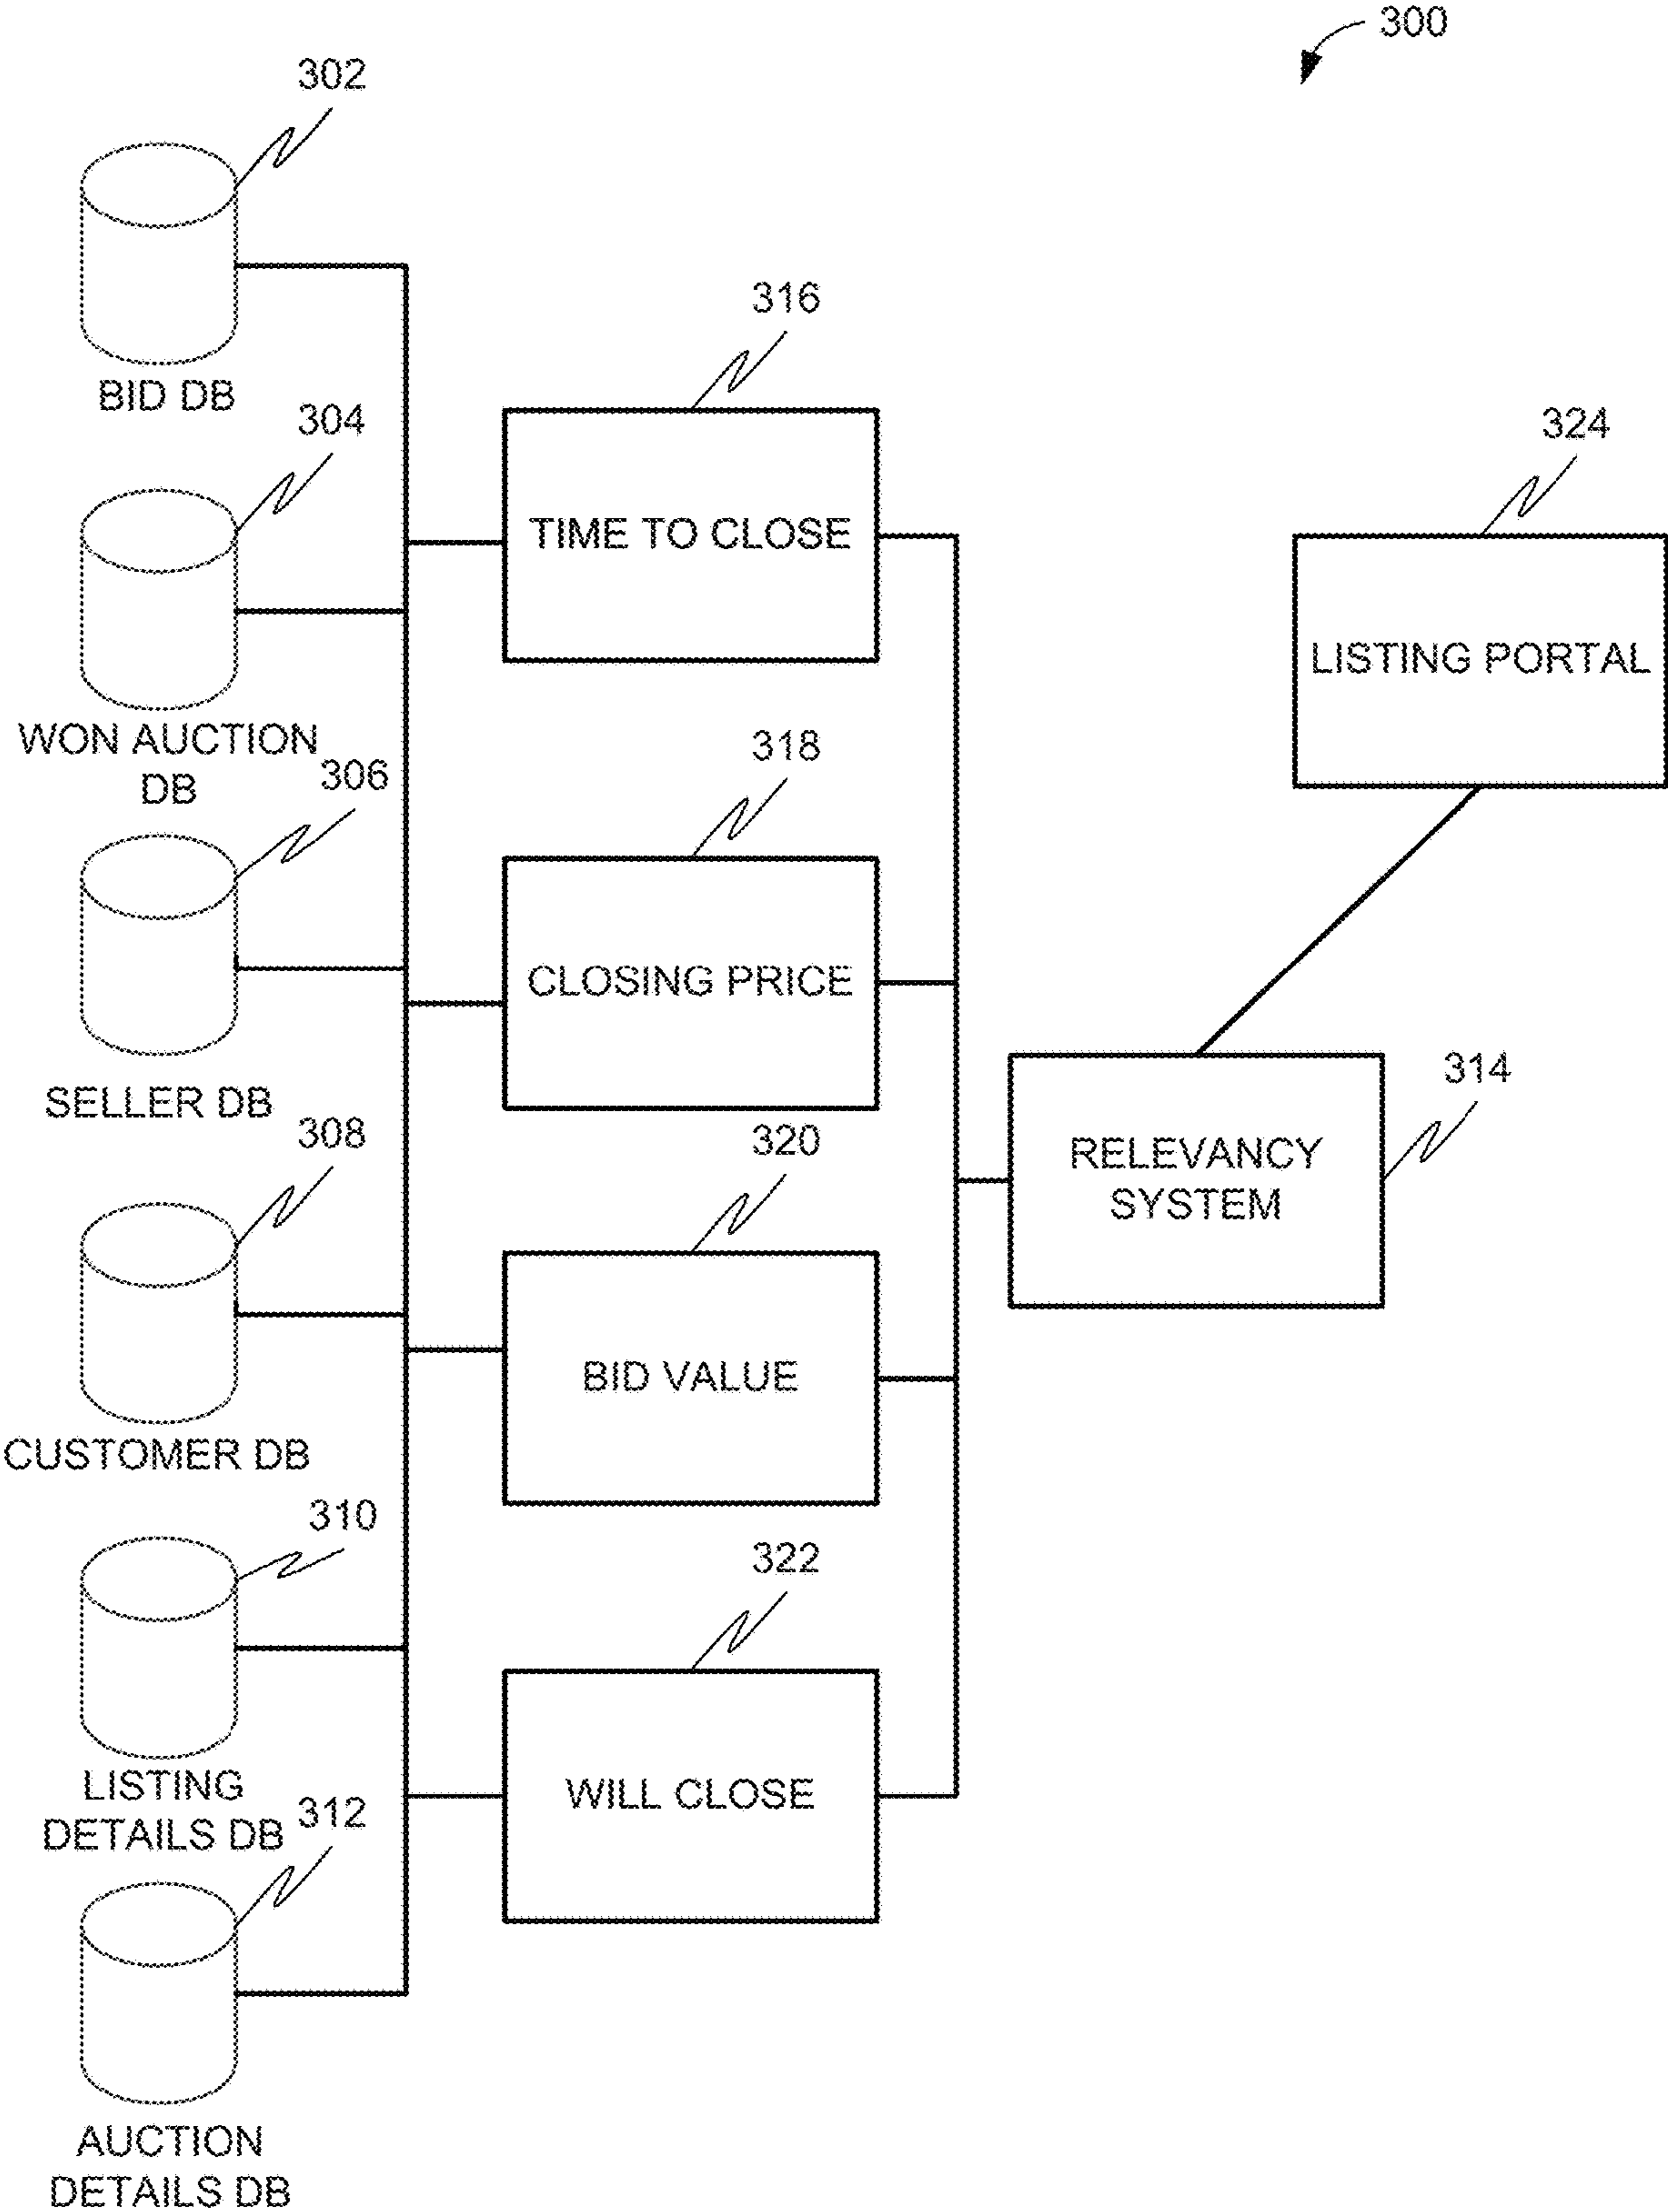 300
302
BID DB
304
WON AUCTION
DB
306
SELLER DB
308
CUSTOMER DB
310
LISTING
DETAILS DB
312
AUCTION
DETAILS DB
316
TIME TO CLOSE
318
CLOSING PRICE
320
BID VALUE
322
WILL CLOSE
314
RELEVANCY
SYSTEM
324
LISTING PORTAL